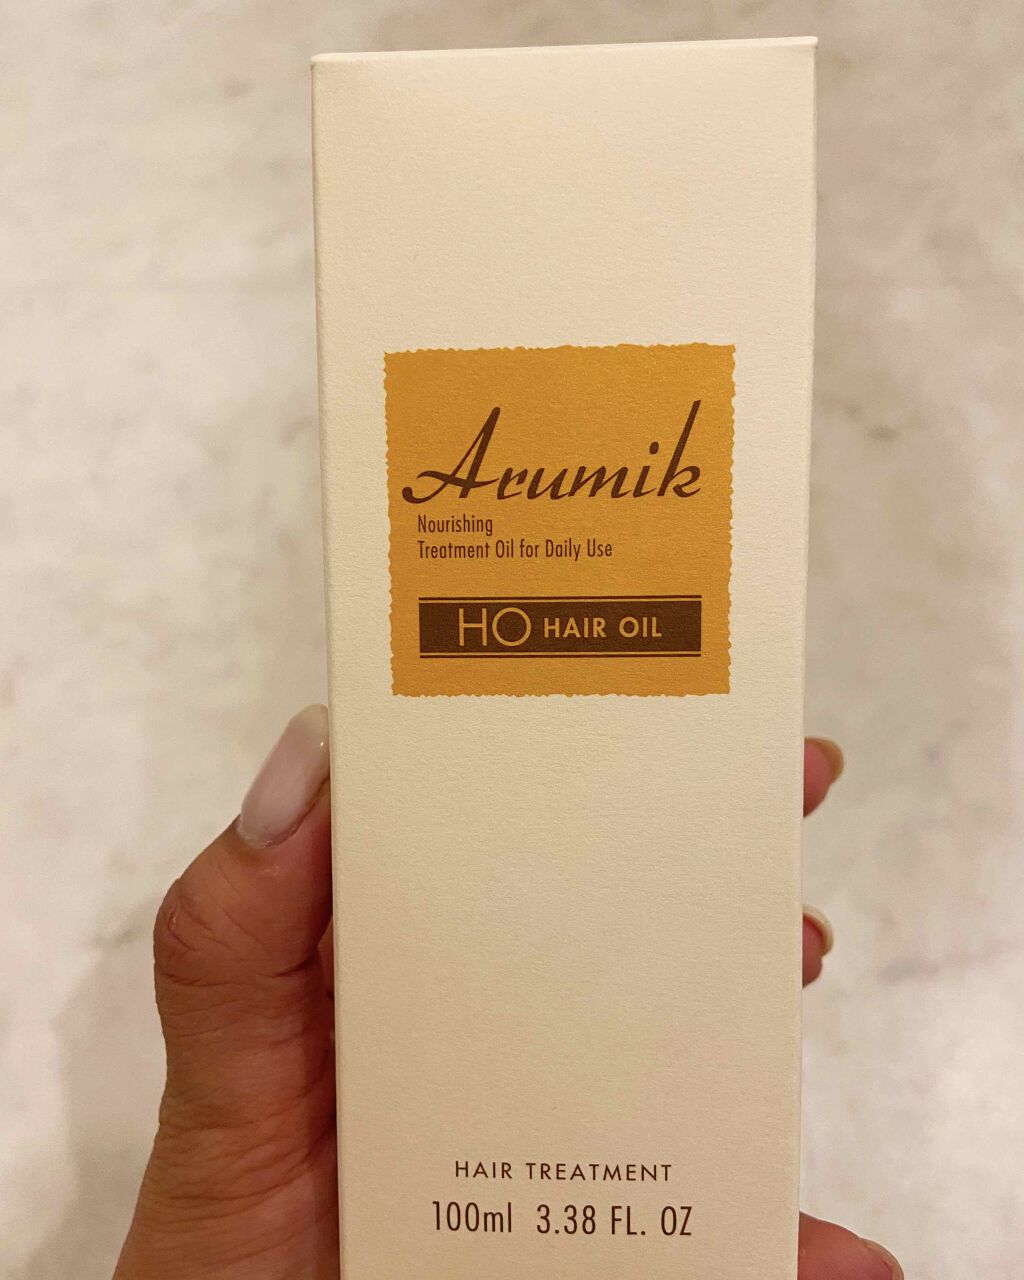 Arumik
Nourishing
Treatment Oil for Daily Use
HO HAIR OIL
HAIR TREATMENT
100ml 3.38 FL. OZ